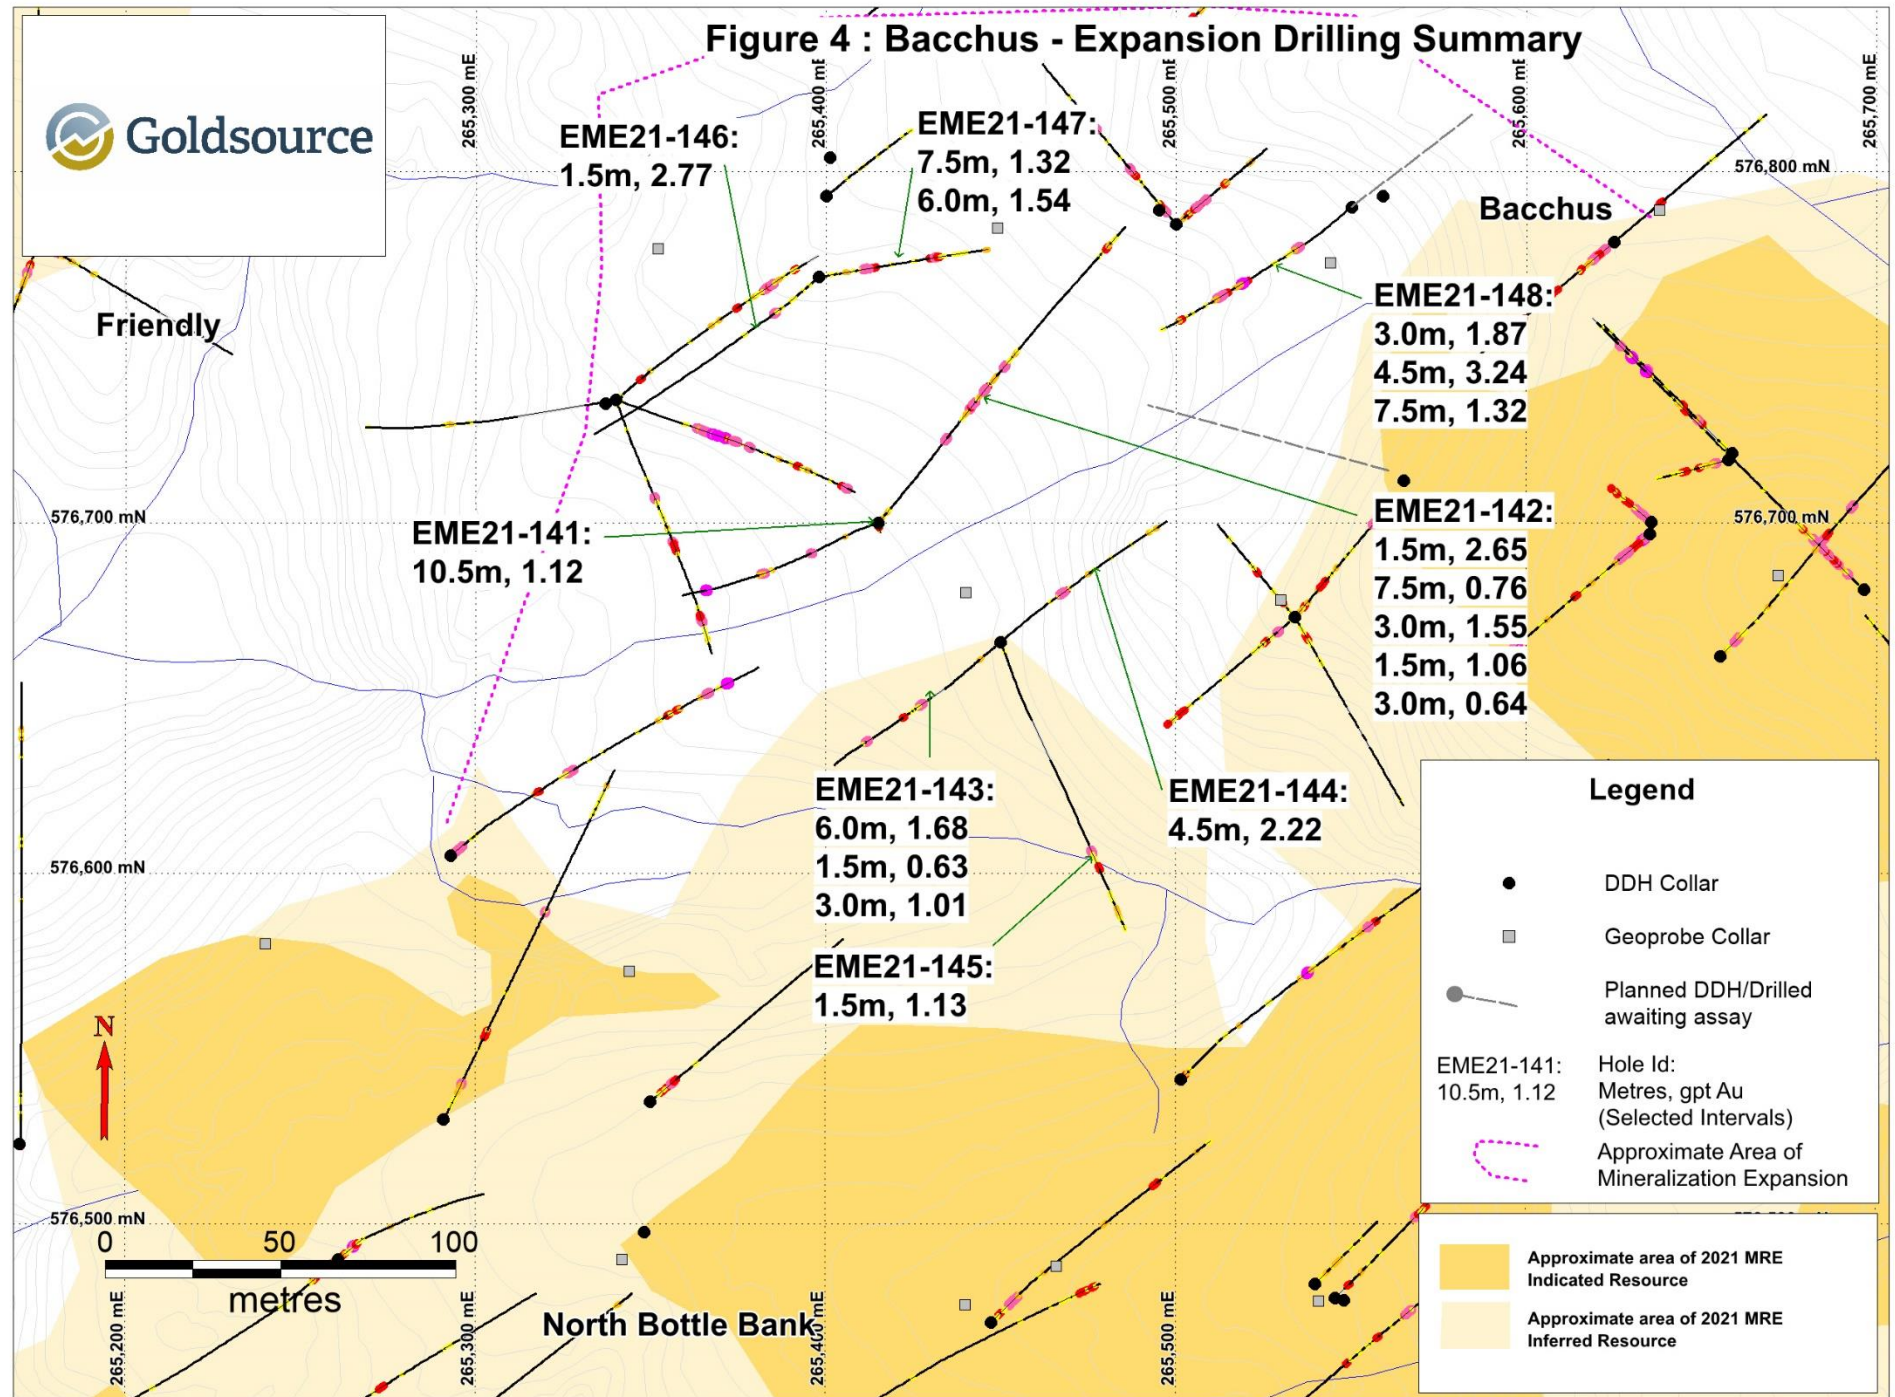 Figure 4 : Bacchus - Expansion Drilling Summary
Goldsource
265,300 mE
265,400 mE
265,500 mE
265,600 mE
265,700 mE
EME21-146:
1.5m, 2.77
EME21-147:
7.5m, 1.32
6.0m, 1.54
576,800 mN
Bacchus
Friendly
EME21-148:
3.0m, 1.87
4.5m, 3.24
7.5m, 1.32
576,700 mN
576,700 mN
EME21-141:
10.5m, 1.12
EME21-142:
1.5m, 2.65
7.5m, 0.76
3.0m, 1.55
1.5m, 1.06
3.0m, 0.64
EME21-143:
6.0m, 1.68
1.5m, 0.63
3.0m, 1.01
EME21-144:
4.5m, 2.22
576,600 mN
EME21-145:
1.5m, 1.13
N
Legend
DDH Collar
Geoprobe Collar
Planned DDH/Drilled
awaiting assay
EME21-141:
10.5m, 1.12
Hole Id:
Metres, gpt Au
(Selected Intervals)
Approximate Area of
Mineralization Expansion
576,500 mN
0 50 100
metres
North Bottle Bank
265,200 mE
265,300 mE
265,400 mE
265,500 mE
Approximate area of 2021 MRE
Indicated Resource
Approximate area of 2021 MRE
Inferred Resource